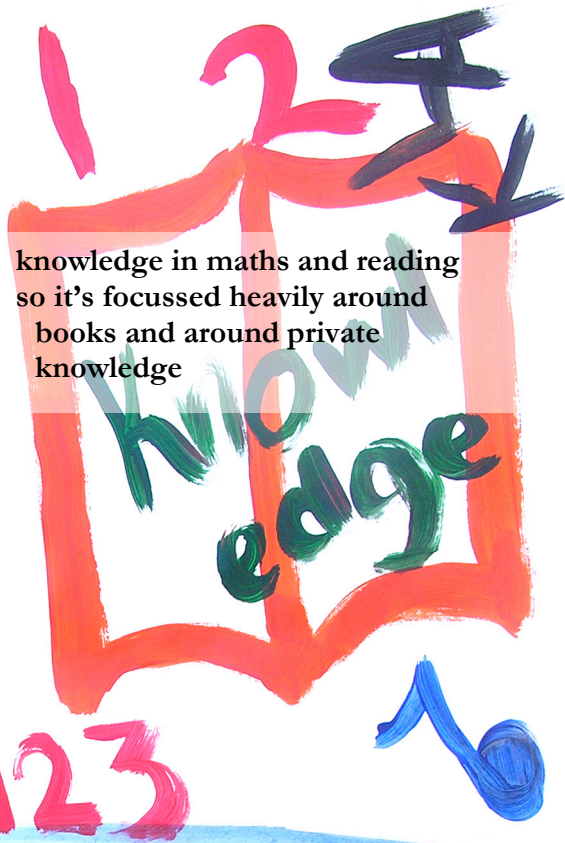 1 2 A
knowledge in maths and reading
so it's focussed heavily around
books and around private
knowledge
Knowl
edge
123